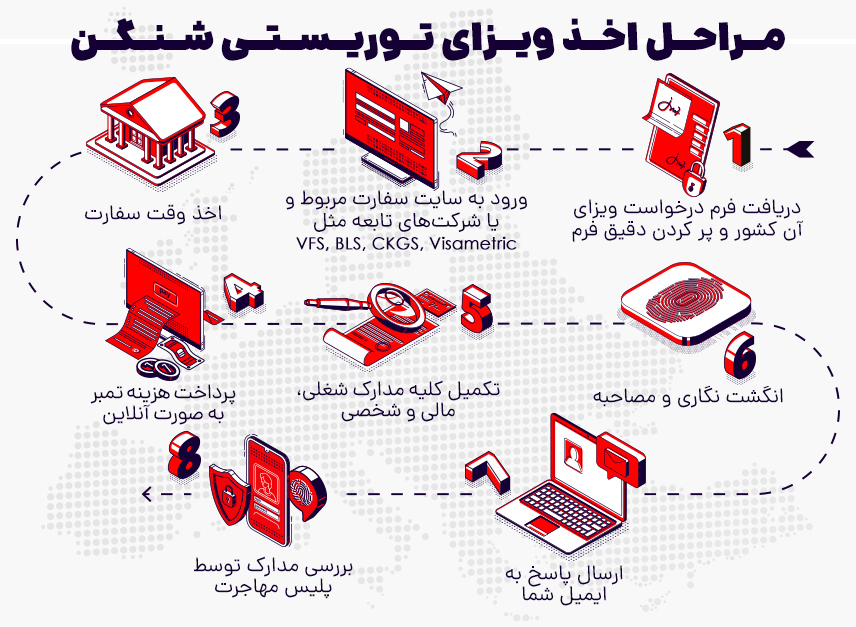 مراحل اخذ ویزای توریستی شنگن
1
دریافت فرم درخواست ویزای
آن کشور و پر کردن دقیق فرم
2
ورود به سایت سفارت مربوط و
یا شرکت‌های تابعه مثل
VFS, BLS, CKGS, Visametric
3
اخذ وقت سفارت
4
پرداخت هزینه تمبر
به صورت آنلاین
5
تکمیل کلیه مدارک شغلی،
مالی و شخصی
6
انگشت نگاری و مصاحبه
7
ارسال پاسخ به
ایمیل شما
8
بررسی مدارک توسط
پلیس مهاجرت